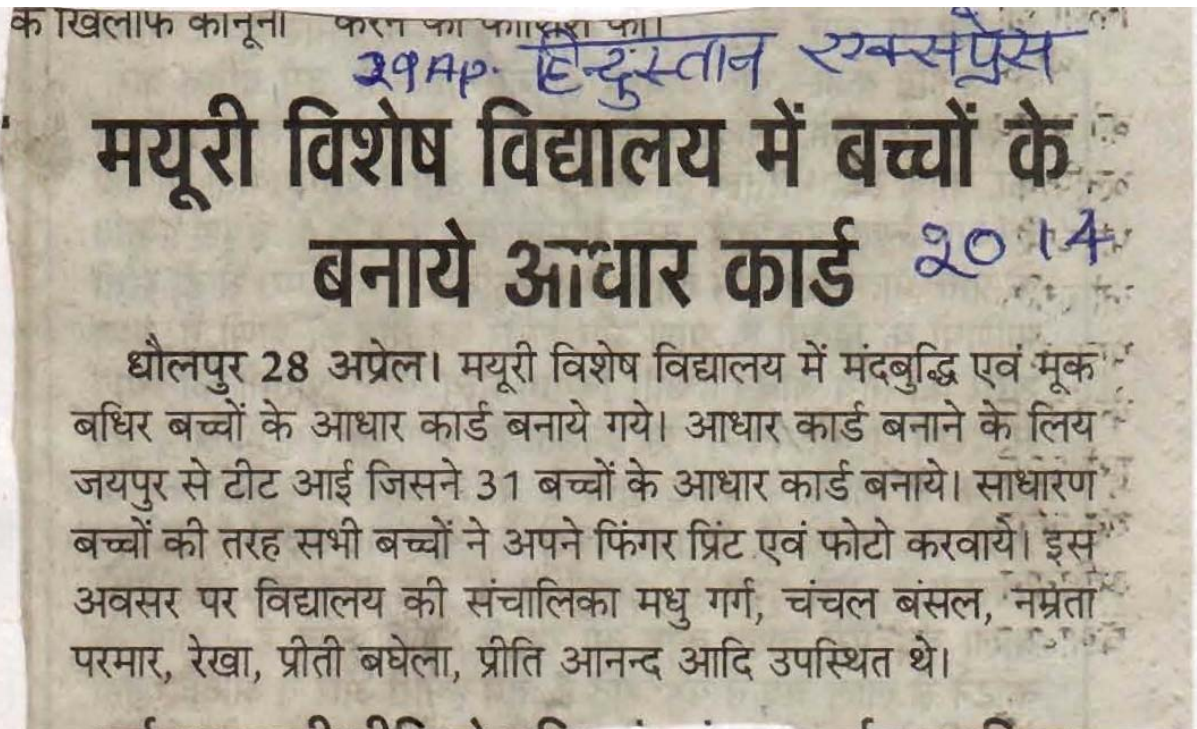 के खिलाफ कानूनी करने की कोशिश की।
29 Ap. हिन्दुस्तान एक्सप्रेस
मयूरी विशेष विद्यालय में बच्चों के
बनाये आधार कार्ड 2014
धौलपुर 28 अप्रेल। मयूरी विशेष विद्यालय में मंदबुद्धि एवं मूक
बधिर बच्चों के आधार कार्ड बनाये गये। आधार कार्ड बनाने के लिय
जयपुर से टीट आई जिसने 31 बच्चों के आधार कार्ड बनाये। साधारण
बच्चों की तरह सभी बच्चों ने अपने फिंगर प्रिंट एवं फोटो करवाये। इस
अवसर पर विद्यालय की संचालिका मधु गर्ग, चंचल बंसल, नम्रता
परमार, रेखा, प्रीती बघेला, प्रीति आनन्द आदि उपस्थित थे।